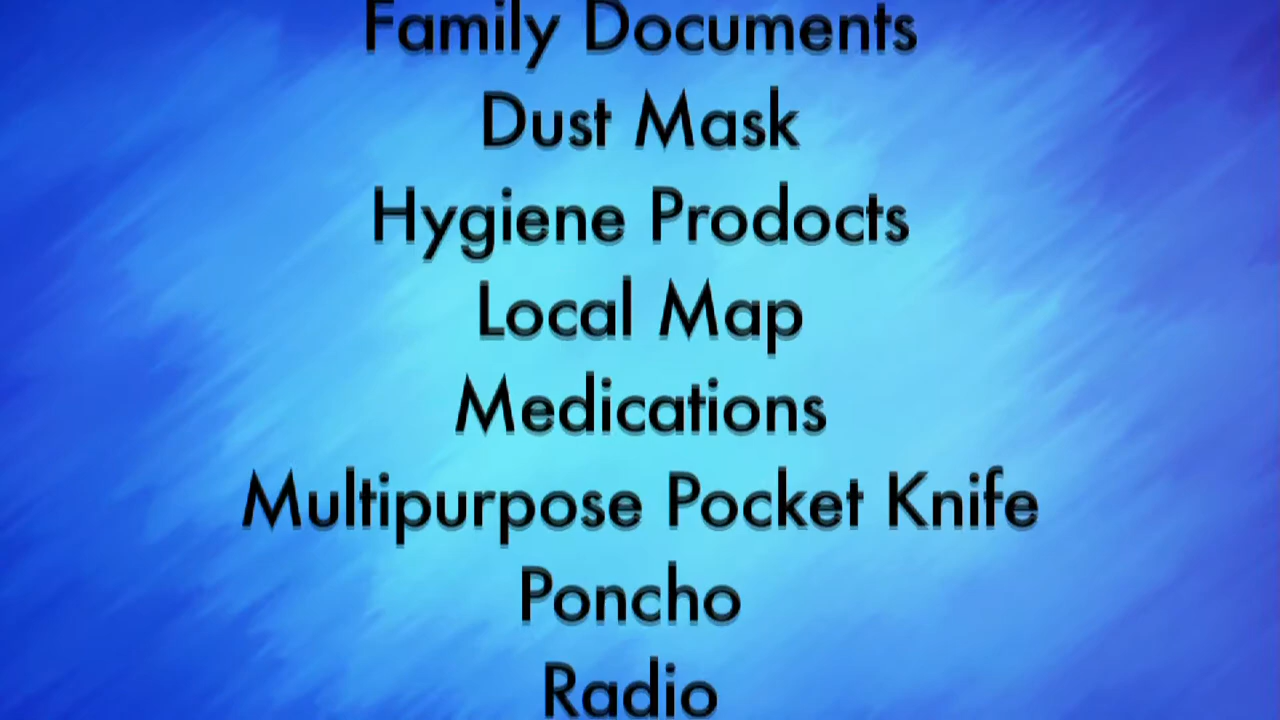 Family Documents
Dust Mask
Hygiene Prodocts
Local Map
Medications
Multipurpose Pocket Knife
Poncho
Radio